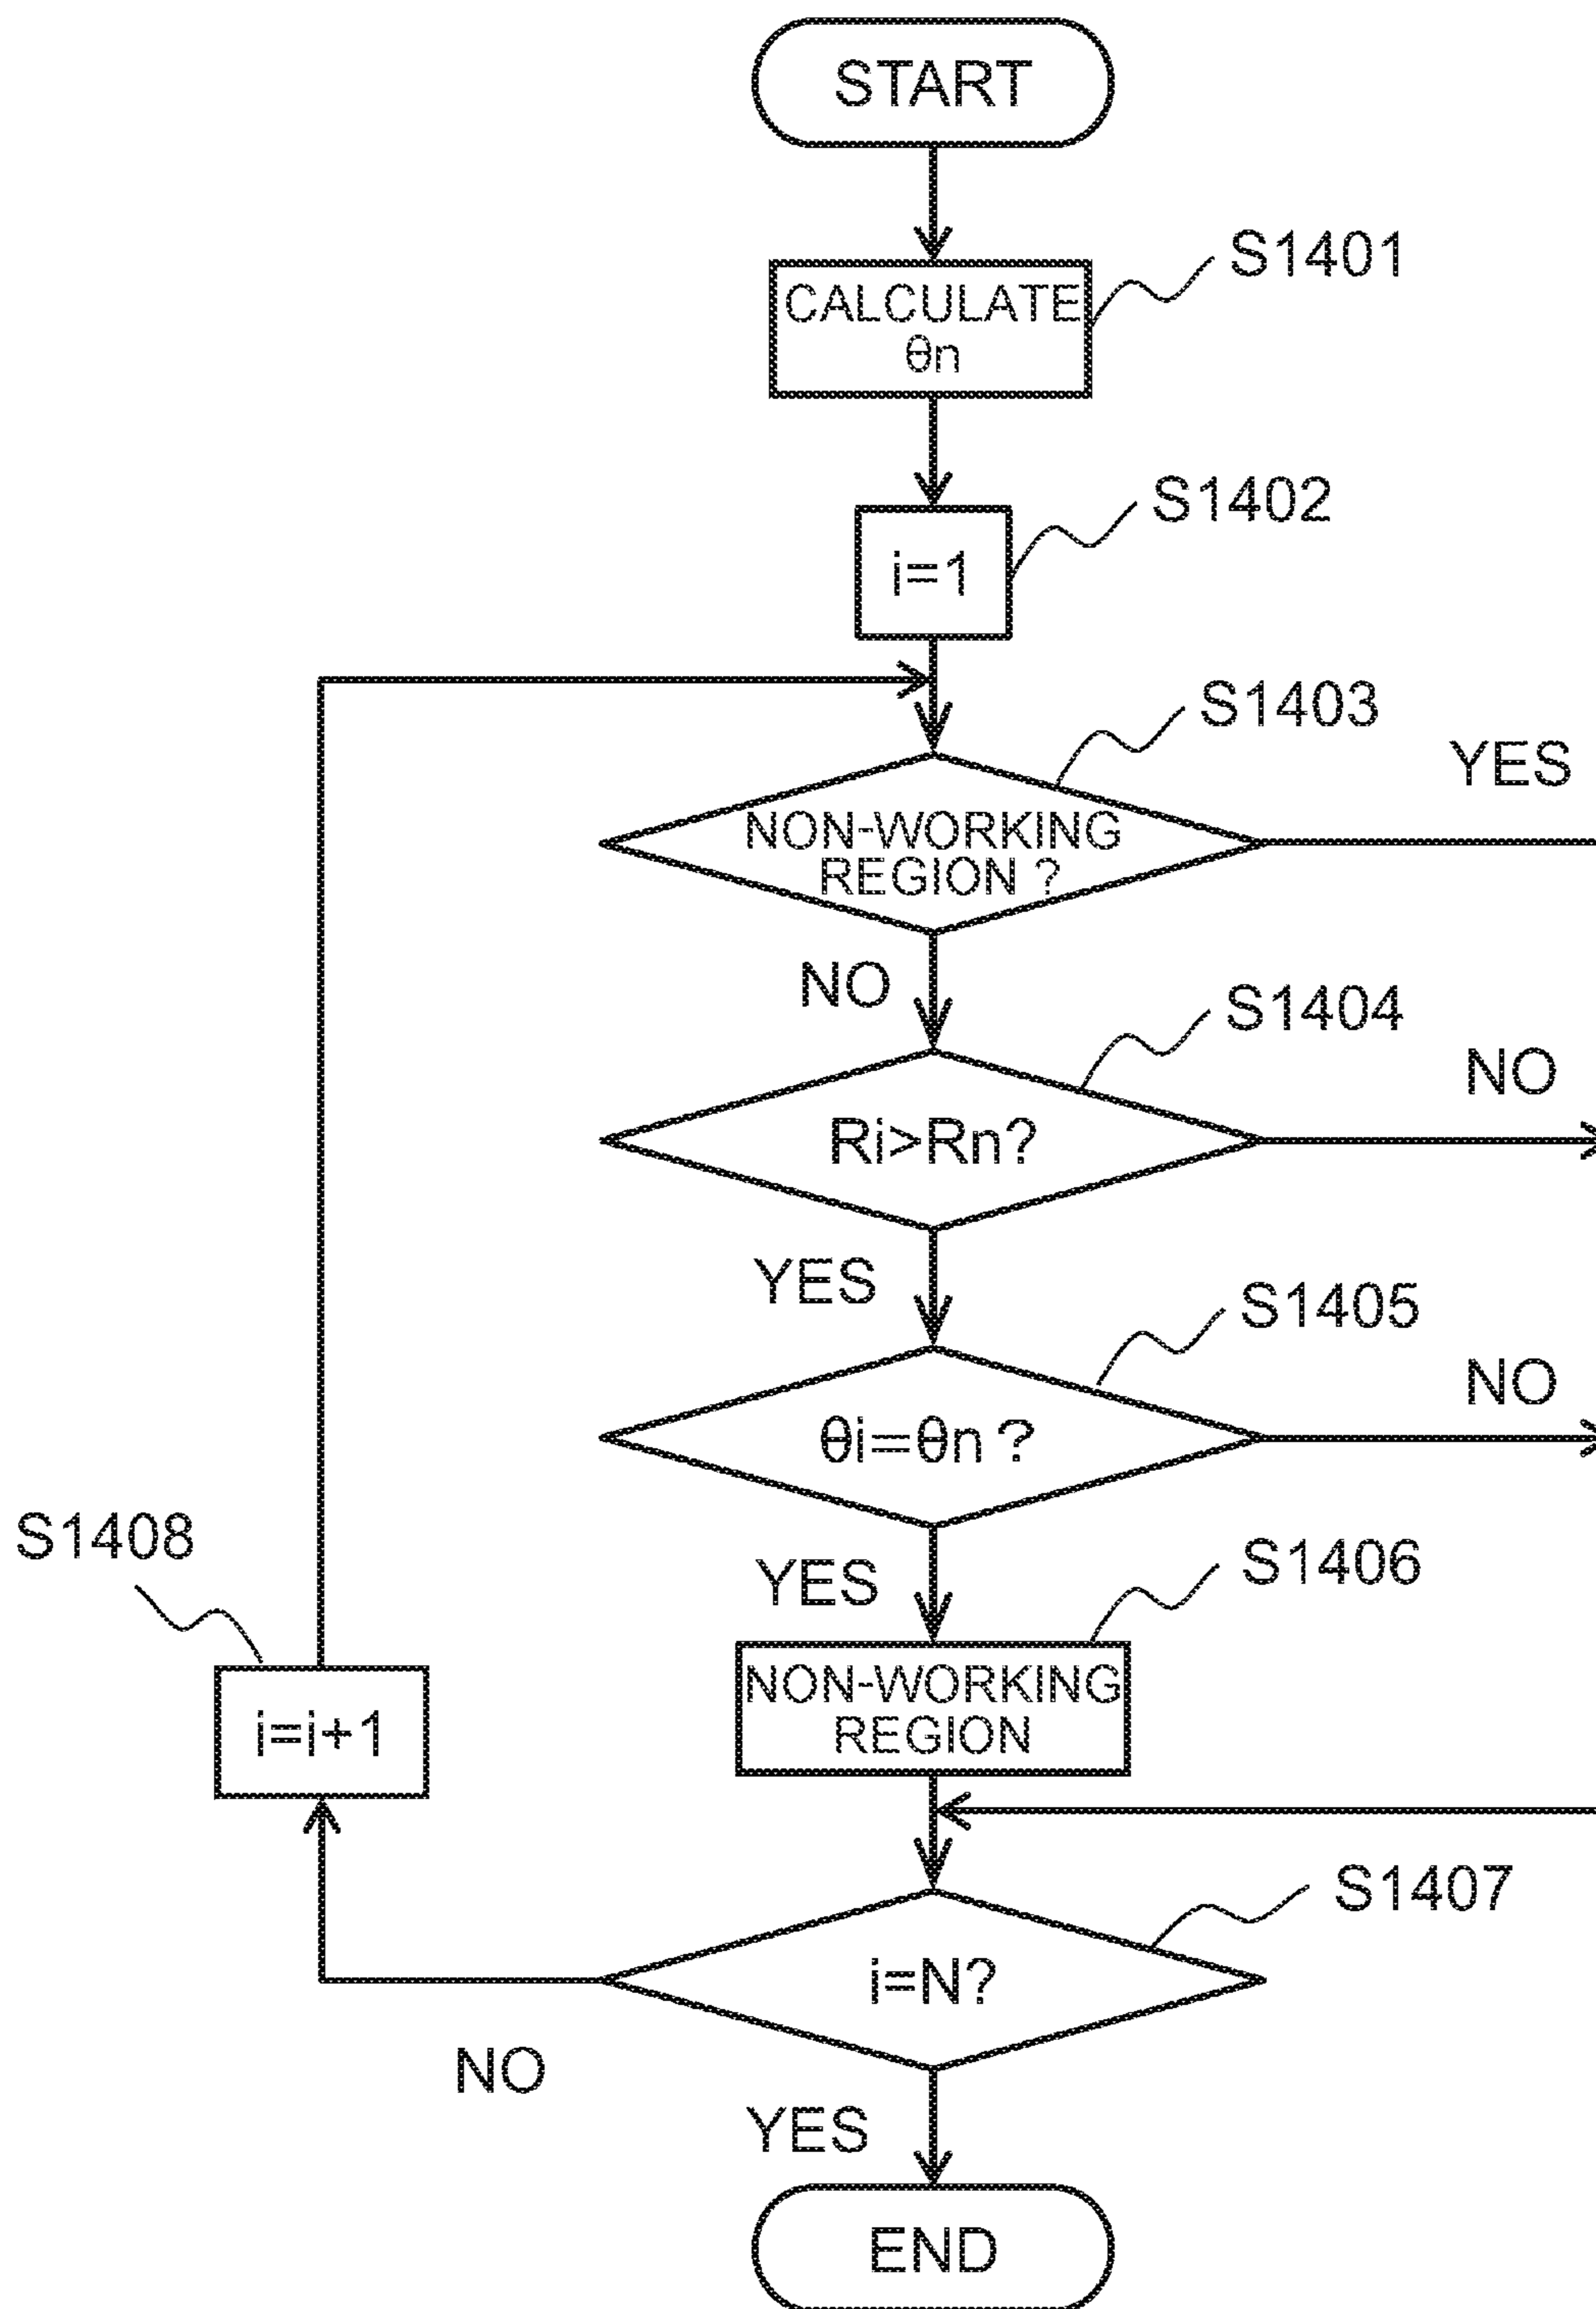 START
S1401
CALCULATE
θn
S1402
i=1
S1403
YES
NON-WORKING
REGION ?
NO
S1404
NO
Ri>Rn?
YES
S1405
NO
θi=θn ?
S1408
YES
S1406
NON-WORKING
REGION
i=i+1
S1407
i=N?
NO
YES
END